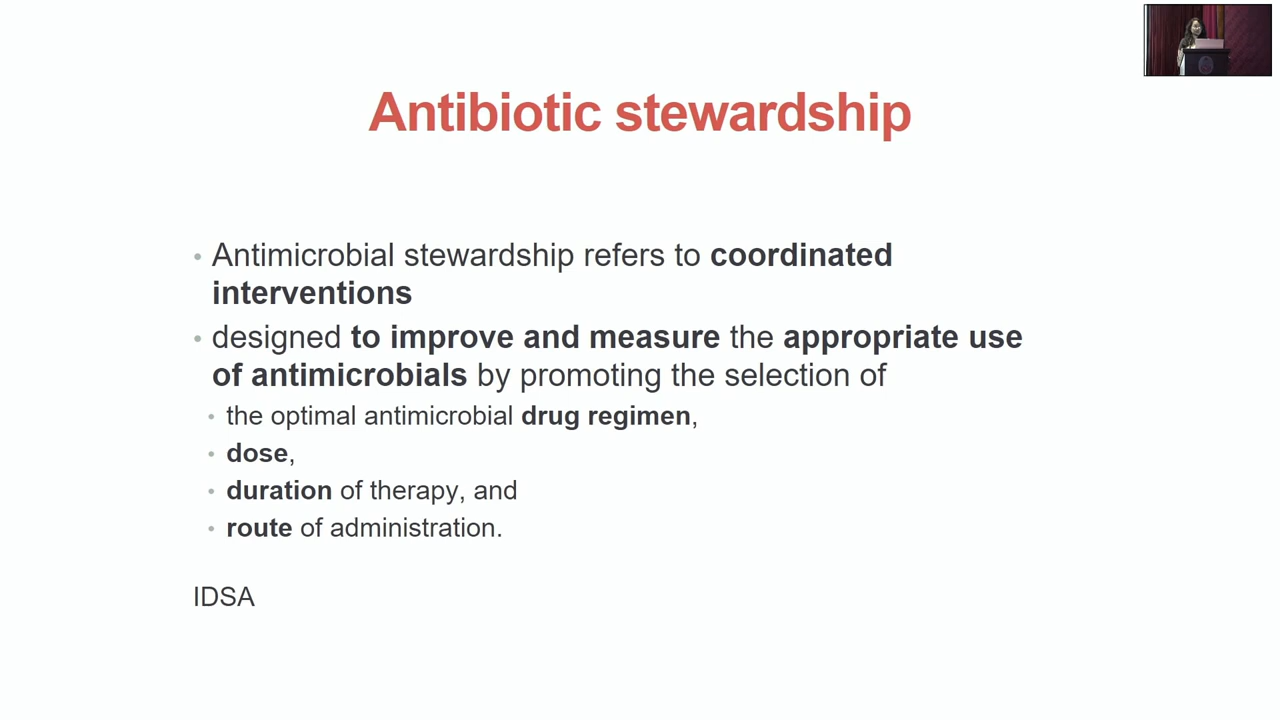 Antibiotic stewardship
• Antimicrobial stewardship refers to coordinated
interventions
• designed to improve and measure the appropriate use
of antimicrobials by promoting the selection of
• the optimal antimicrobial drug regimen,
• dose,
• duration of therapy, and
• route of administration.
IDSA